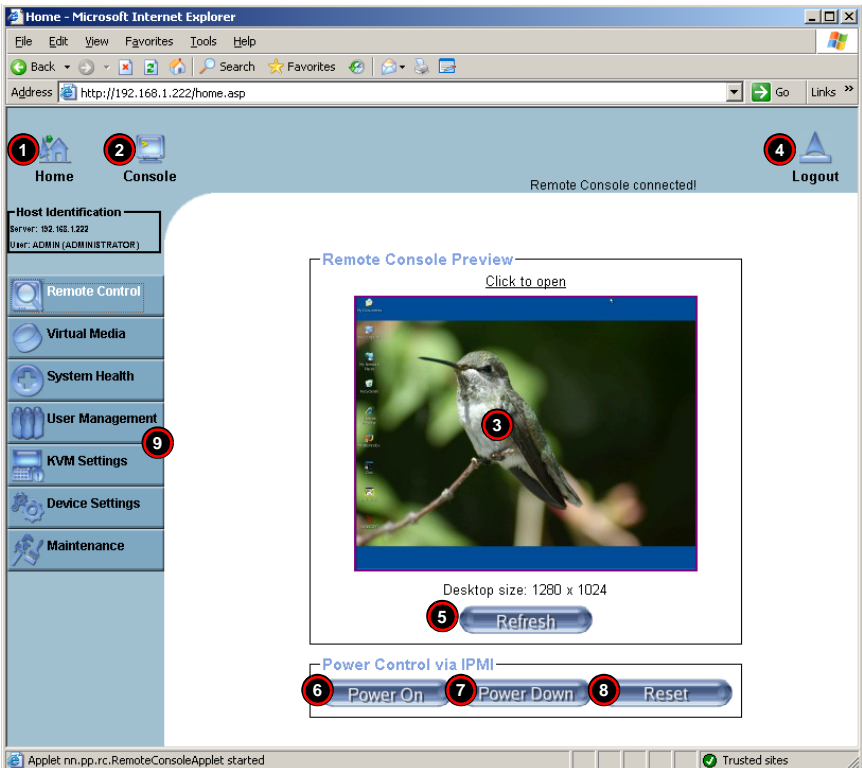 Home - Microsoft Internet Explorer
File Edit View Favorites Tools Help
Back Search Favorites
Address http://192.168.1.222/home.asp Go Links »
1 2 4
Home Console Logout
Remote Console connected!
Host Identification
Server: 192.168.1.222
User: ADMIN (ADMINISTRATOR)
Remote Control
Virtual Media
System Health
User Management
9
KVM Settings
Device Settings
Maintenance
Remote Console Preview
Click to open
3
Desktop size: 1280 x 1024
5 Refresh
Power Control via IPMI
6 Power On 7 Power Down 8 Reset
Applet nn.pp.rc.RemoteConsoleApplet started Trusted sites